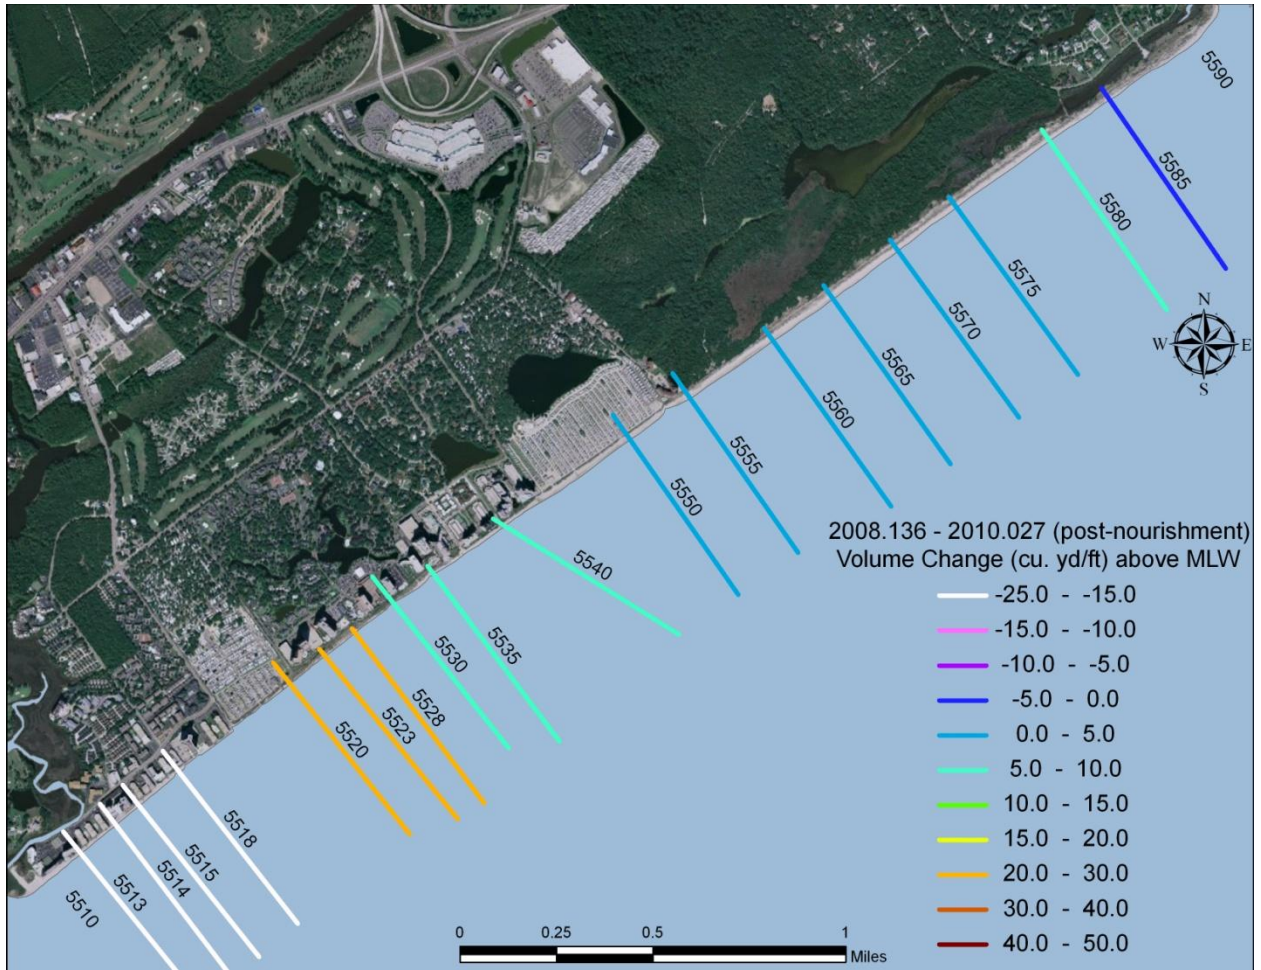 5590
5585
5580
N
W E
S
5575
5570
5565
5560
5555
5550
5540
5535
5530
5528
5523
5520
5518
5515
5514
5513
5510
2008.136 - 2010.027 (post-nourishment)
Volume Change (cu. yd/ft) above MLW
-25.0 - -15.0
-15.0 - -10.0
-10.0 - -5.0
-5.0 - 0.0
0.0 - 5.0
5.0 - 10.0
10.0 - 15.0
15.0 - 20.0
20.0 - 30.0
30.0 - 40.0
40.0 - 50.0
0 0.25 0.5 1
Miles